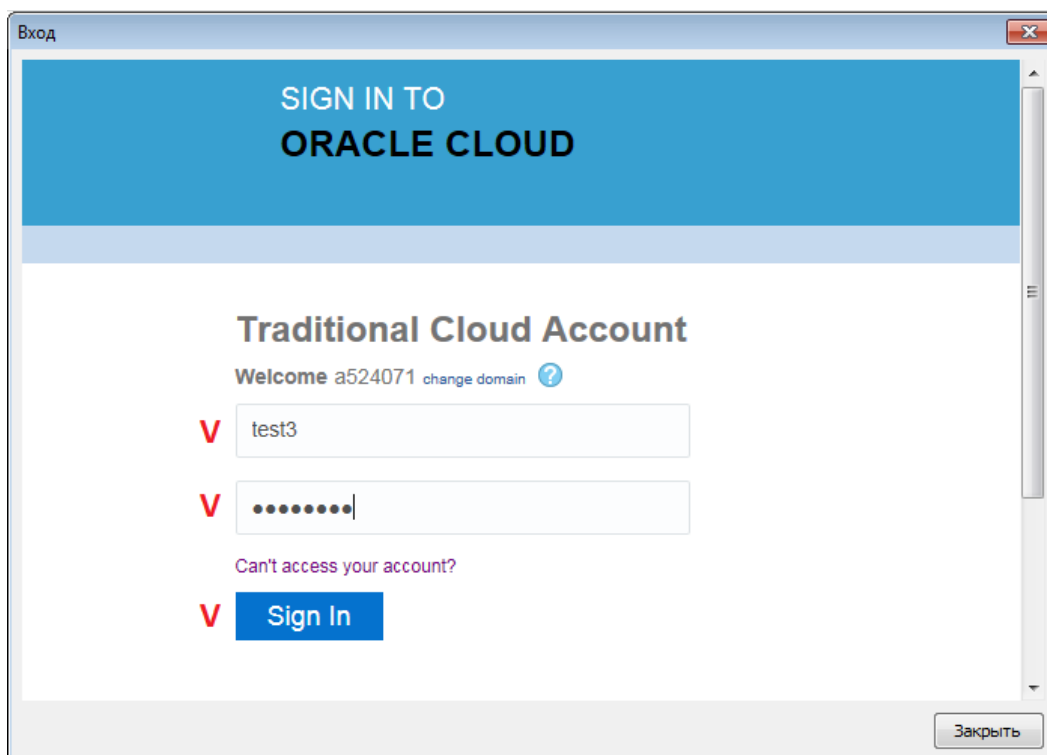 Вход
SIGN IN TO
ORACLE CLOUD
Traditional Cloud Account
Welcome a524071 change domain ?
V test3
V ●●●●●●●●
Can't access your account?
V Sign In
Закрыть